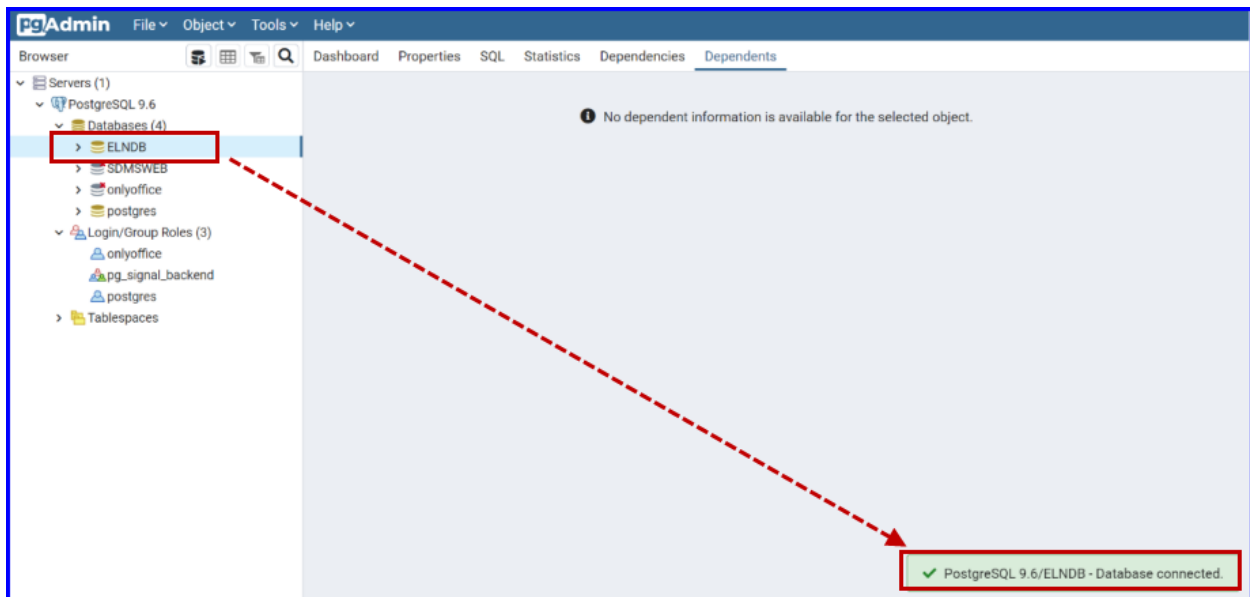 pgAdmin File Object Tools Help
Browser Dashboard Properties SQL Statistics Dependencies Dependents
Servers (1)
PostgreSQL 9.6
No dependent information is available for the selected object.
Databases (4)
ELNDB
SDMSWEB
onlyoffice
postgres
Login/Group Roles (3)
onlyoffice
pg_signal_backend
postgres
Tablespaces
PostgreSQL 9.6/ELNDB - Database connected.